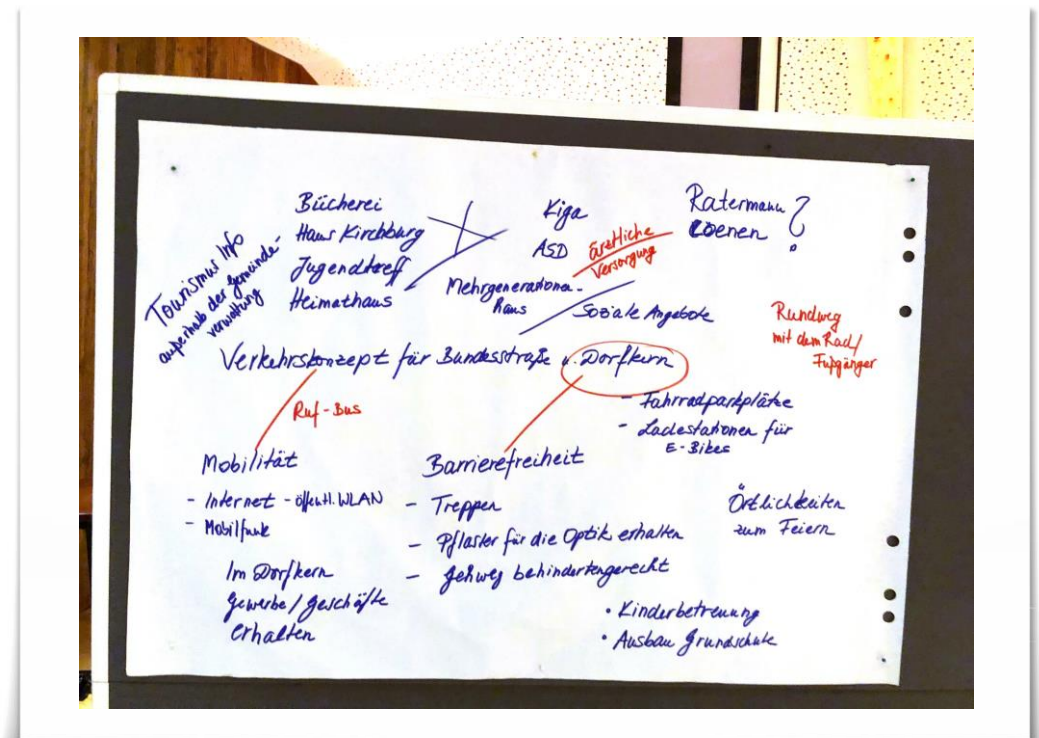 Tourismus Info
außerhalb der Gemeinde-
verwaltung
Bücherei
Haus Kirchburg
Jugendtreff
Heimathaus
Kiga
ASD
Mehrgenerationen-
haus
ärztliche
Versorgung
Soziale Angebote
Ratermann
Coenen ?
Rundweg
mit dem Rad/
Fußgänger
Verkehrskonzept für Bundesstraße u. Dorfkern
Ruf-Bus
- Fahrradparkplätze
- Ladestationen für
E-Bikes
Mobilität
- Internet - öffentl. WLAN
- Mobilfunk
Im Dorfkern
Gewerbe/Geschäfte
erhalten
Barrierefreiheit
- Treppen
- Pflaster für die Optik erhalten
- Gehweg behindertengerecht
Örtlichkeiten
zum Feiern
• Kinderbetreuung
• Ausbau Grundschule